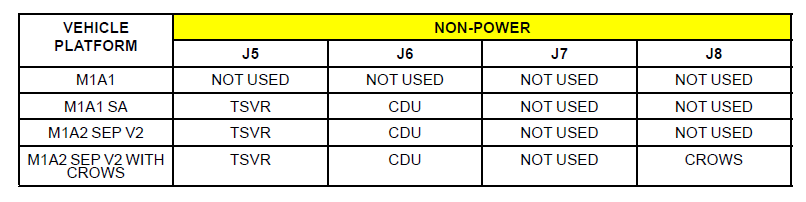 VEHICLE PLATFORM NON-POWER
J5 J6 J7 J8
M1A1 NOT USED NOT USED NOT USED NOT USED
M1A1 SA TSVR CDU NOT USED NOT USED
M1A2 SEP V2 TSVR CDU NOT USED NOT USED
M1A2 SEP V2 WITH CROWS TSVR CDU NOT USED CROWS